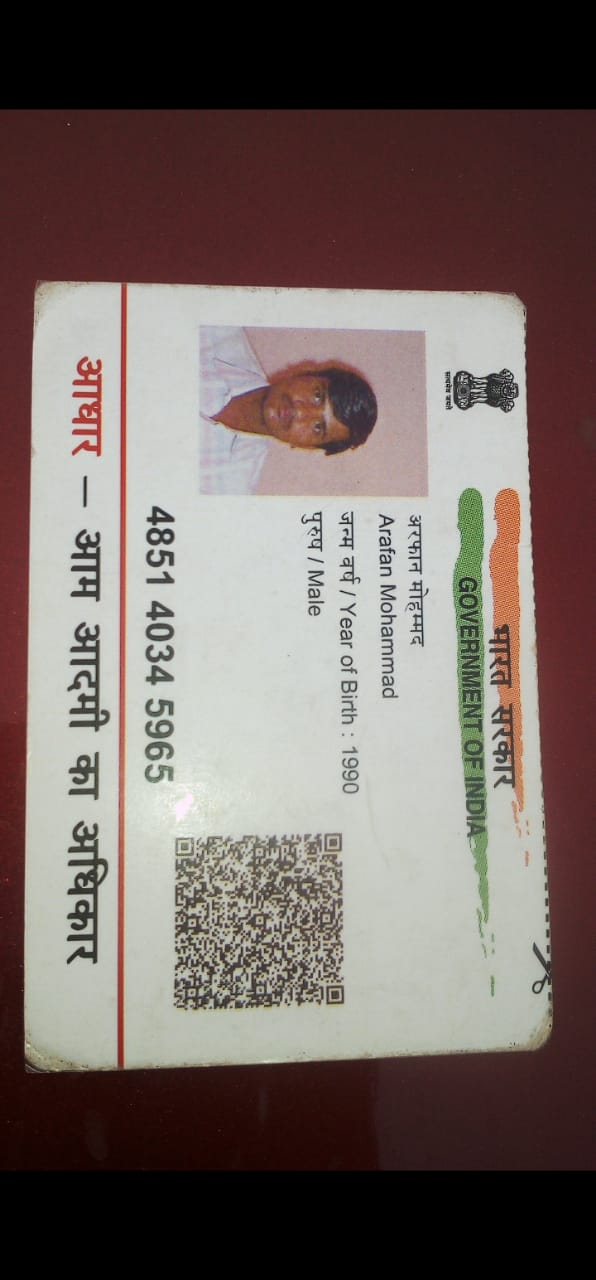 सत्यमेव जयते
भारत सरकार
GOVERNMENT OF INDIA
अरफान मोहम्मद
Arafan Mohammad
जन्म वर्ष / Year of Birth : 1990
पुरुष / Male
4851 4034 5965
आधार – आम आदमी का अधिकार